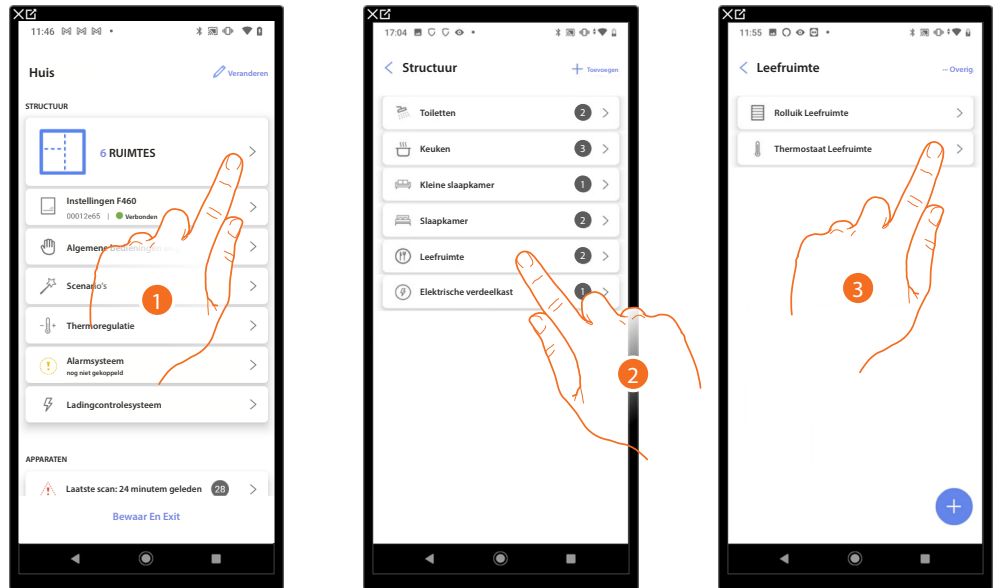 11:46
Huis
Veranderen
STRUCTUUR
6 RUIMTES
Instellingen F460
00012e65 | Verbonden
Algemene
Scenario's
Thermoregulatie
Alarmsysteem
nog niet gekoppeld
Ladingcontrolesysteem
APPARATEN
Laatste scan: 24 minutem geleden 28
Bewaar En Exit
1
17:04
Structuur
Toevoegen
Toiletten 2
Keuken 3
Kleine slaapkamer 1
Slaapkamer 2
Leefruimte 2
Elektrische verdeelkast 1
2
11:55
Leefruimte
-- Overig.
Rolluik Leefruimte
Thermostaat Leefruimte
3